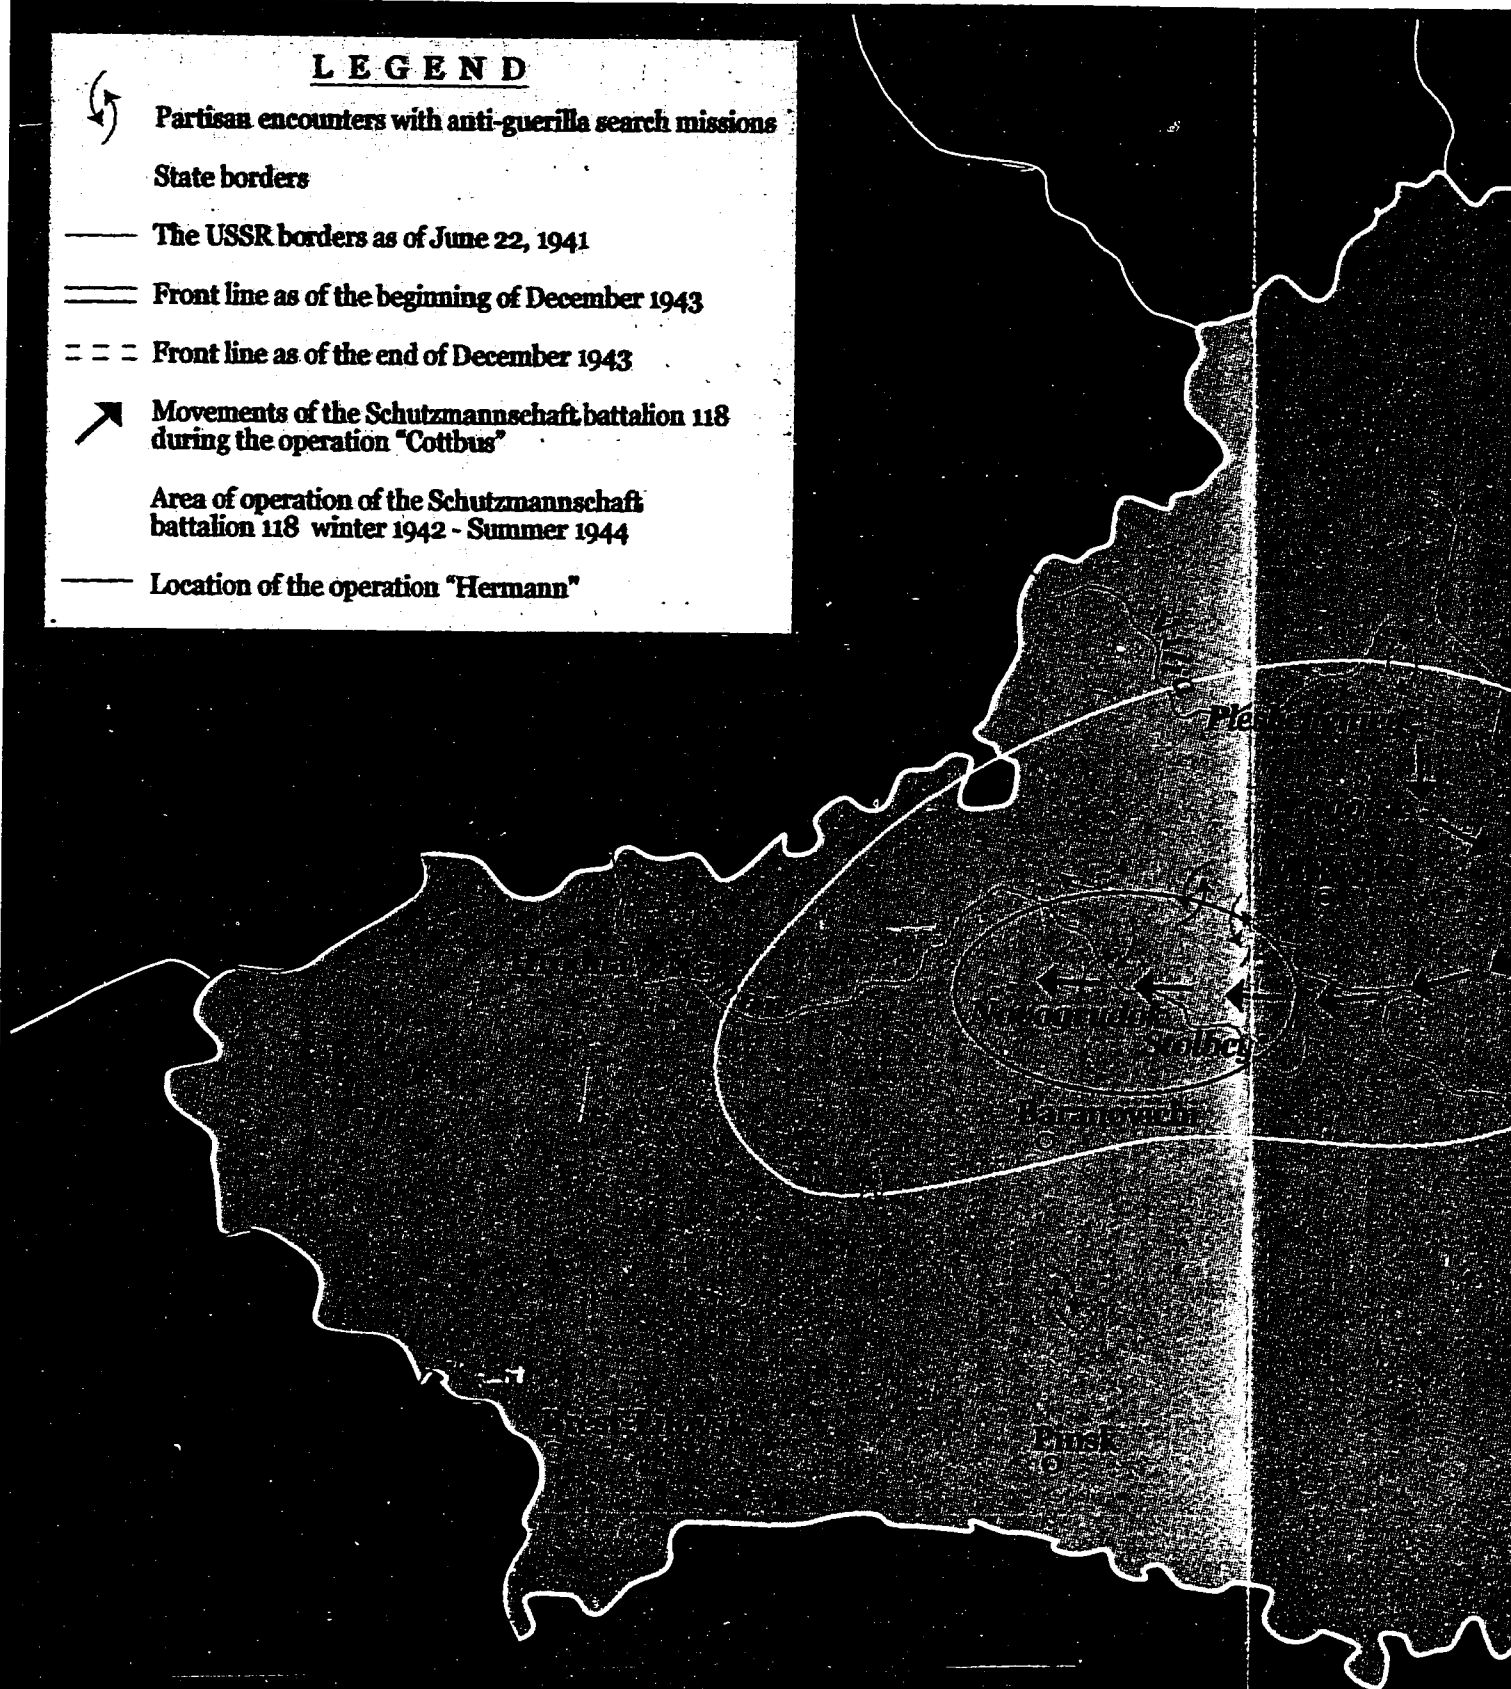 LEGEND
Partisan encounters with anti-guerilla search missions
State borders
The USSR borders as of June 22, 1941
Front line as of the beginning of December 1943
Front line as of the end of December 1943
Movements of the Schutzmannschaft battalion 118
during the operation "Cottbus"
Area of operation of the Schutzmannschaft
battalion 118 winter 1942 - Summer 1944
Location of the operation "Hermann"
Stolbcy
Baranovichi
Pinsk